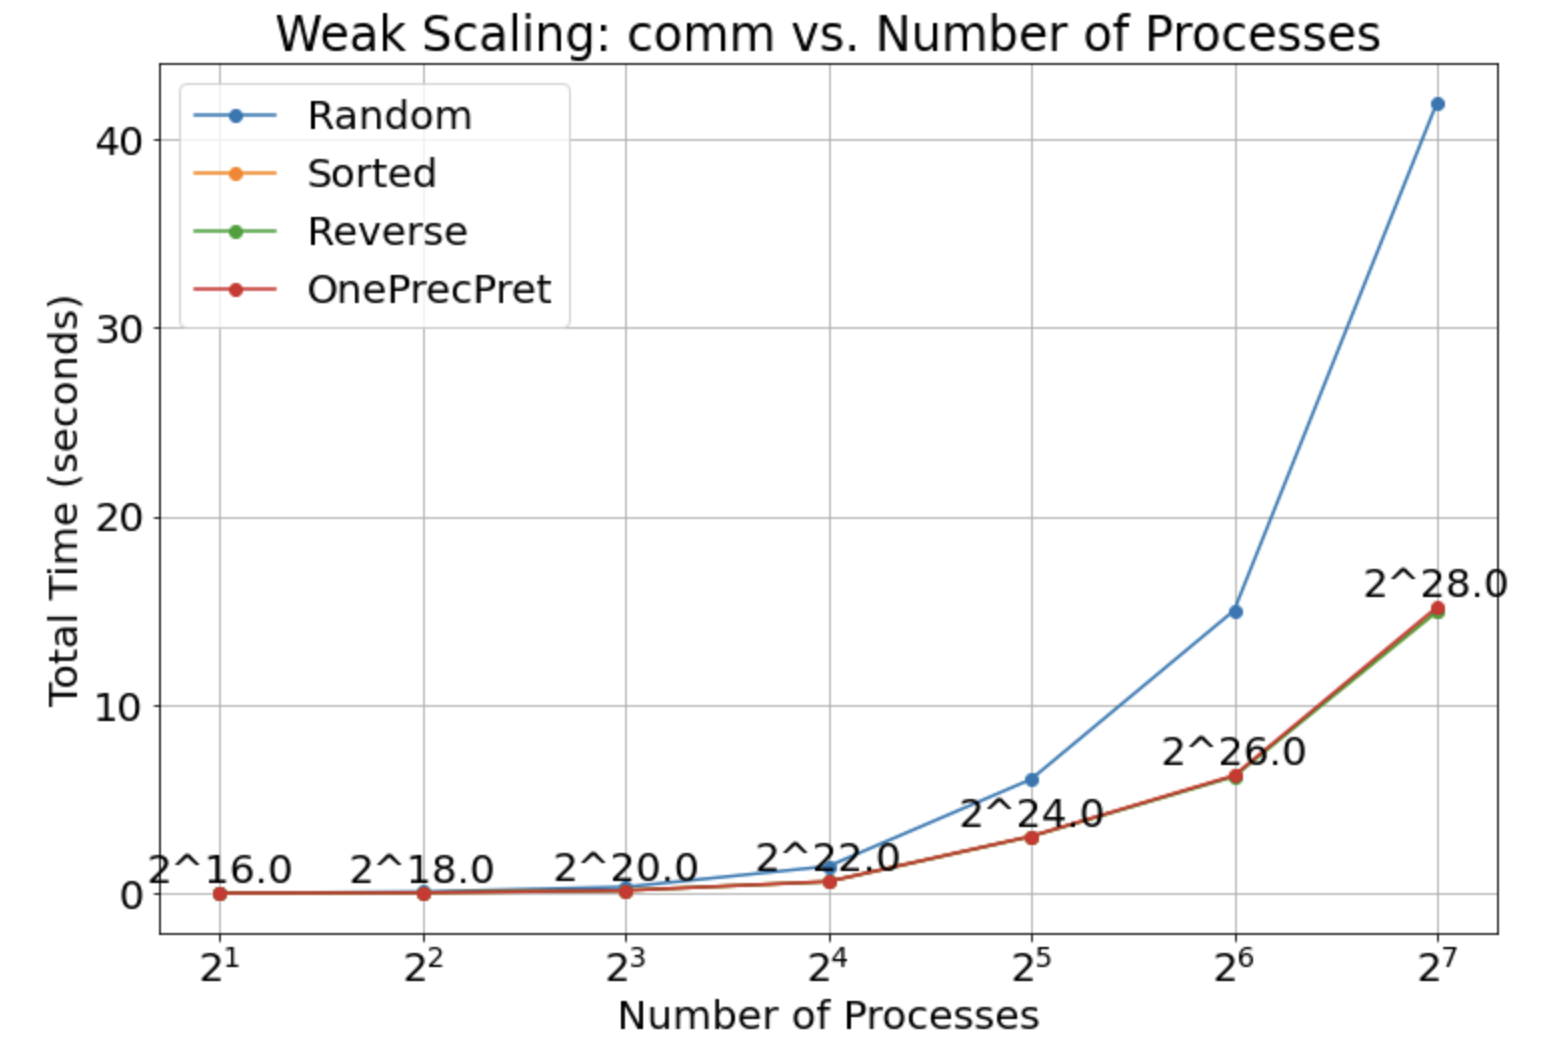 Weak Scaling: comm vs. Number of Processes
Random
Sorted
Reverse
OnePrecPret
Total Time (seconds)
40
30
20
10
0
2^16.0
2^18.0
2^20.0
2^22.0
2^24.0
2^26.0
2^28.0
2¹
2²
2³
2⁴
2⁵
2⁶
2⁷
Number of Processes